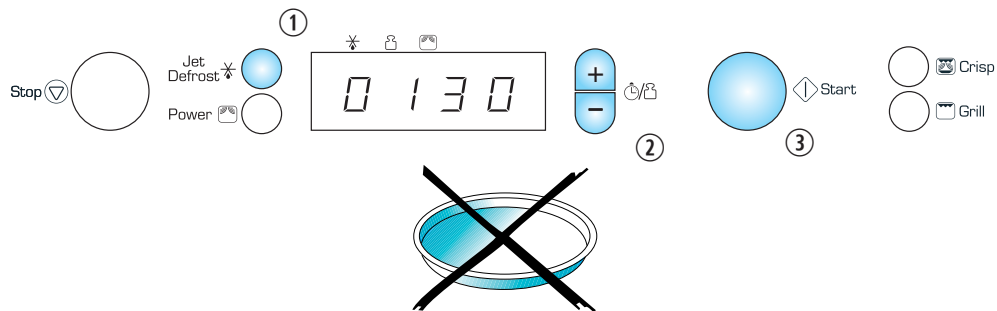 1
Jet
Defrost
Stop
Power
0130
+
-
2
Start
3
Crisp
Grill